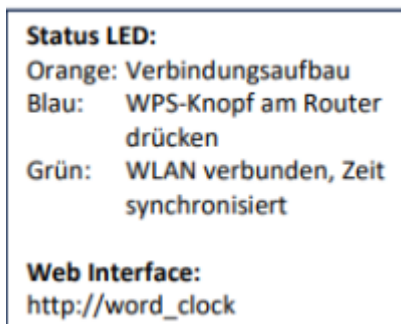 Status LED:
Orange: Verbindungsaufbau
Blau: WPS-Knopf am Router
drücken
Grün: WLAN verbunden, Zeit
synchronisiert
Web Interface:
http://word_clock